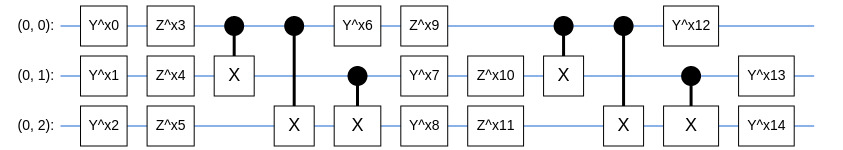 (0, 0): Y^x0 Z^x3 Y^x6 Z^x9 Y^x12
(0, 1): Y^x1 Z^x4 X Y^x7 Z^x10 X Y^x13
(0, 2): Y^x2 Z^x5 X X Y^x8 Z^x11 X X Y^x14